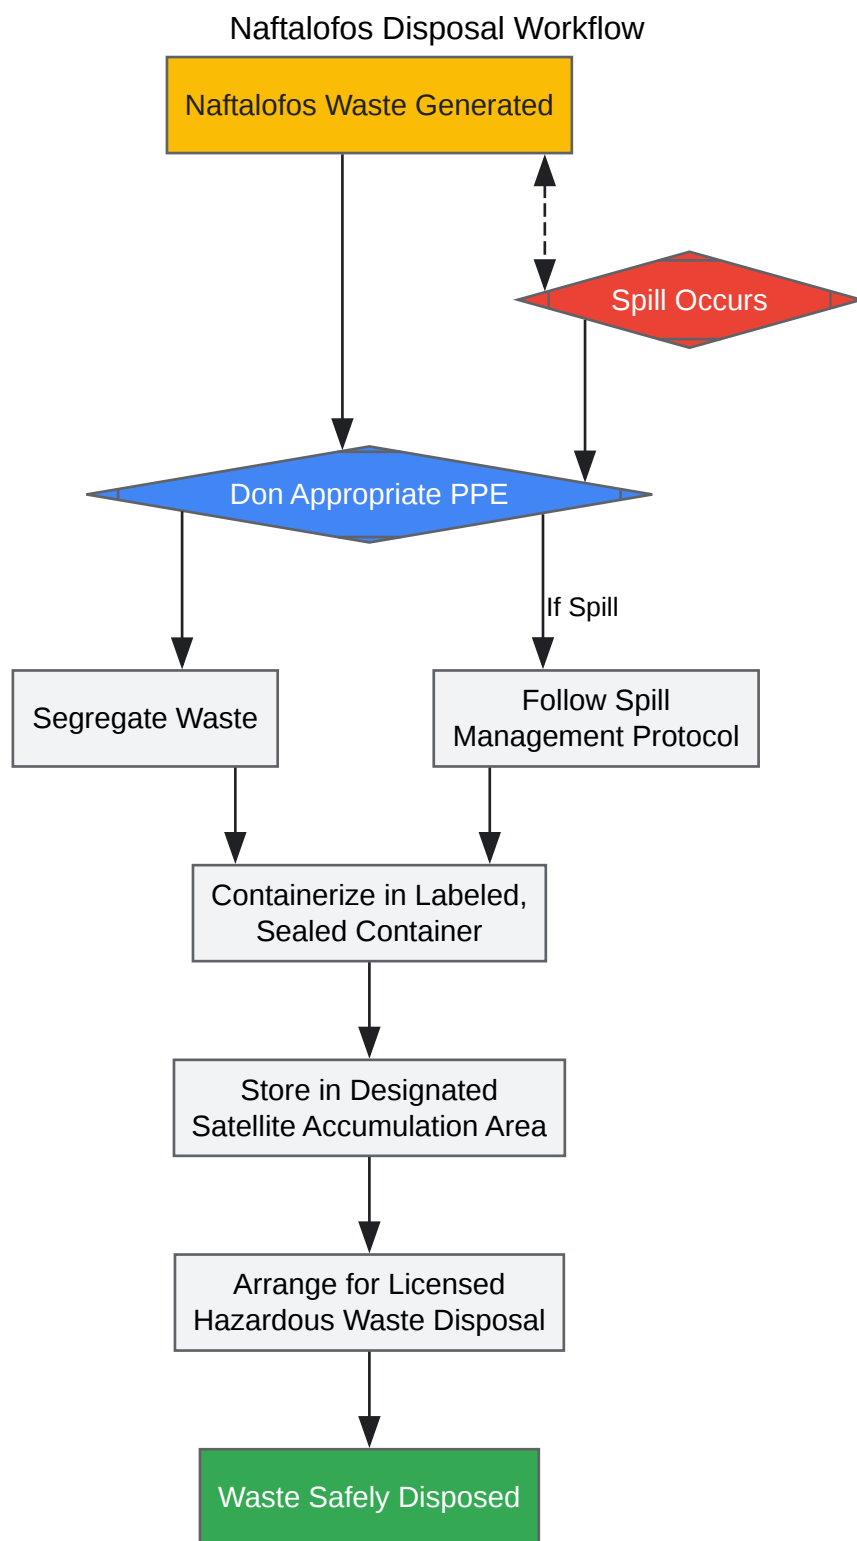 Naftalofos Disposal Workflow
Naftalofos Waste Generated
Spill Occurs
Don Appropriate PPE
If Spill
Segregate Waste
Follow Spill
Management Protocol
Containerize in Labeled,
Sealed Container
Store in Designated
Satellite Accumulation Area
Arrange for Licensed
Hazardous Waste Disposal
Waste Safely Disposed